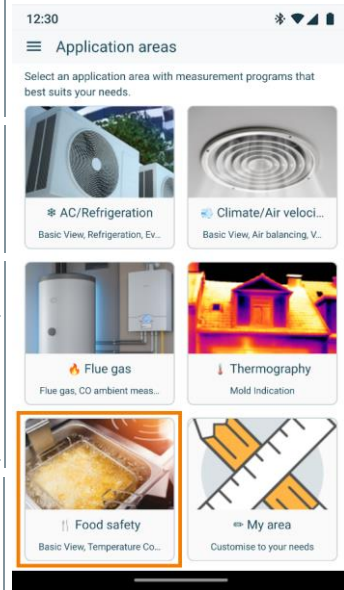 12:30
Application areas
Select an application area with measurement programs that
best suits your needs.
AC/Refrigeration
Basic View, Refrigeration, Ev...
Climate/Air veloci...
Basic View, Air balancing, V...
Flue gas
Flue gas, CO ambient meas...
Thermography
Mold Indication
Food safety
Basic View, Temperature Co...
My area
Customise to your needs